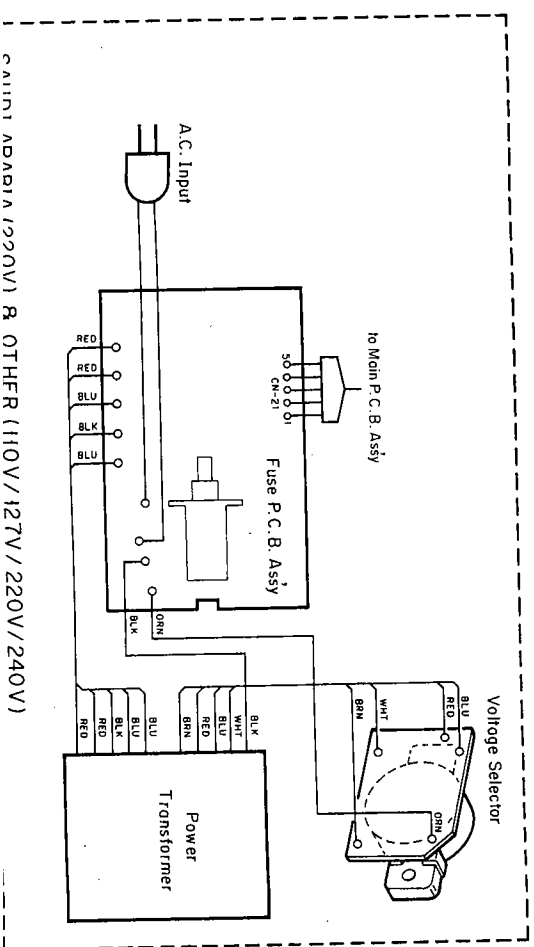 SAUDI ARABIA (220V) & OTHER (110V/127V/220V/240V)
A.C. Input
to Main P.C.B. Ass'y
5
CN-21
1
Fuse P.C.B. Ass'y
RED
RED
BLU
BLK
BLU
ORN
BLK
Voltage Selector
BLU
RED
WHT
BRN
ORN
BLK
WHT
BLU
RED
BRN
BLU
BLU
BLK
RED
RED
Power
Transformer